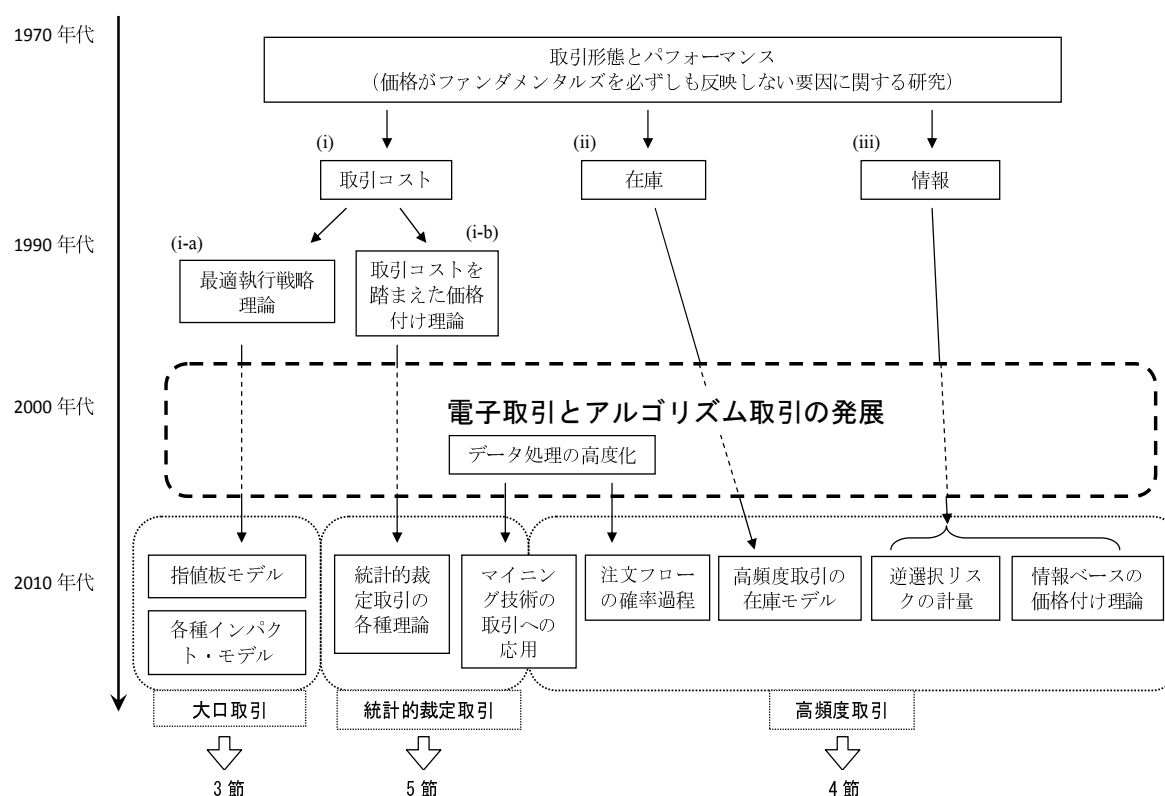 1970 年代
取引形態とパフォーマンス
（価格がファンダメンタルズを必ずしも反映しない要因に関する研究）
(i)
(ii)
(iii)
取引コスト
在庫
情報
1990 年代
(i-a)
(i-b)
最適執行戦略
理論
取引コストを
踏まえた価格
付け理論
2000 年代
電子取引とアルゴリズム取引の発展
データ処理の高度化
2010 年代
指値板モデル
各種インパク
ト・モデル
統計的裁
定取引の
各種理論
マイニン
グ技術の
取引への
応用
注文フロー
の確率過程
高頻度取引の
在庫モデル
逆選択リス
クの計量
情報ベースの
価格付け理論
大口取引
統計的裁定取引
高頻度取引
3 節
5 節
4 節